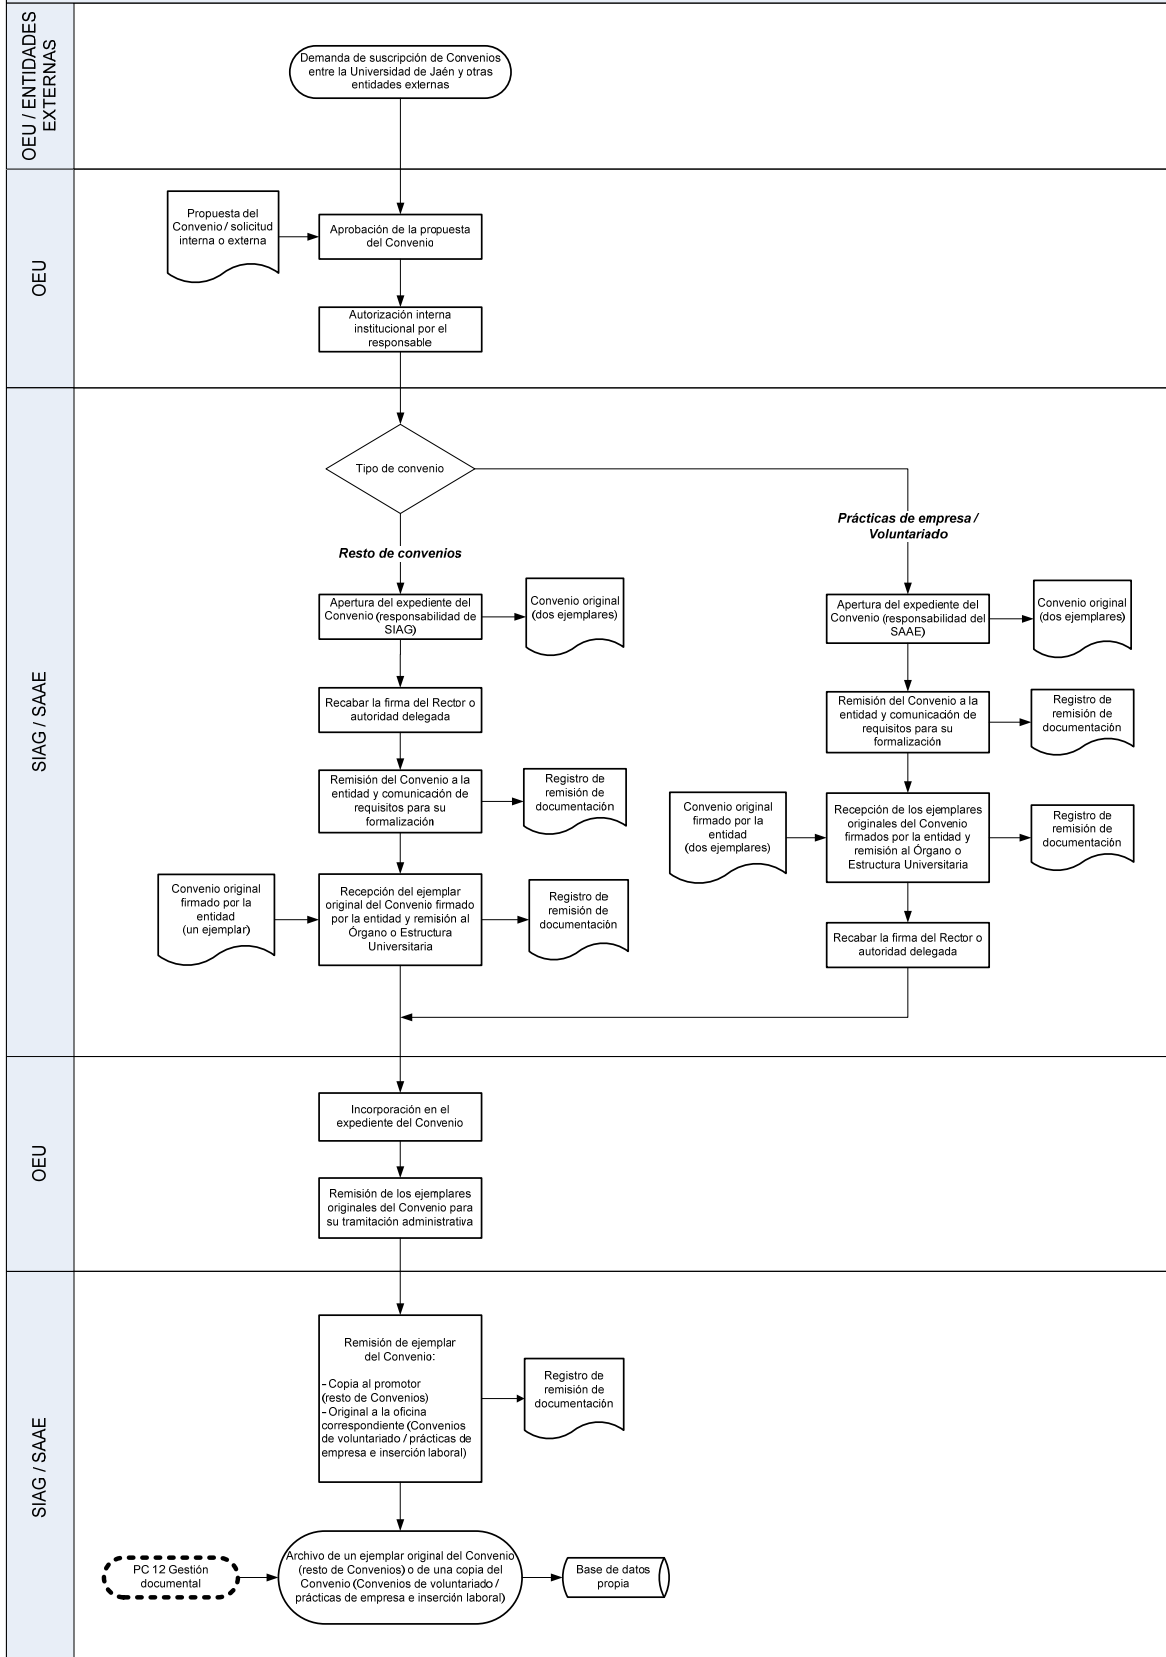 OEU / ENTIDADES
EXTERNAS
Demanda de suscripción de Convenios
entre la Universidad de Jaén y otras
entidades externas
OEU
Propuesta del
Convenio / solicitud
interna o externa
Aprobación de la propuesta
del Convenio
Autorización interna
institucional por el
responsable
SIAG / SAAE
Tipo de convenio
Resto de convenios
Prácticas de empresa /
Voluntariado
Apertura del expediente del
Convenio (responsabilidad de
SIAG)
Convenio original
(dos ejemplares)
Apertura del expediente del
Convenio (responsabilidad del
SAAE)
Convenio original
(dos ejemplares)
Recabar la firma del Rector o
autoridad delegada
Remisión del Convenio a la
entidad y comunicación de
requisitos para su
formalización
Registro de
remisión de
documentación
Remisión del Convenio a la
entidad y comunicación de
requisitos para su
formalización
Registro de
remisión de
documentación
Convenio original
firmado por la
entidad
(dos ejemplares)
Recepción de los ejemplares
originales del Convenio
firmados por la entidad y
remisión al Órgano o
Estructura Universitaria
Registro de
remisión de
documentación
Convenio original
firmado por la
entidad
(un ejemplar)
Recepción del ejemplar
original del Convenio firmado
por la entidad y remisión al
Órgano o Estructura
Universitaria
Registro de
remisión de
documentación
Recabar la firma del Rector o
autoridad delegada
OEU
Incorporación en el
expediente del Convenio
Remisión de los ejemplares
originales del Convenio para
su tramitación administrativa
SIAG / SAAE
Remisión de ejemplar
del Convenio:
- Copia al promotor
(resto de Convenios)
- Original a la oficina
correspondiente (Convenios
de voluntariado / prácticas de
empresa e inserción laboral)
Registro de
remisión de
documentación
PC 12 Gestión
documental
Archivo de un ejemplar original del Convenio
(resto de Convenios) o de una copia del
Convenio (Convenios de voluntariado /
prácticas de empresa e inserción laboral)
Base de datos
propia